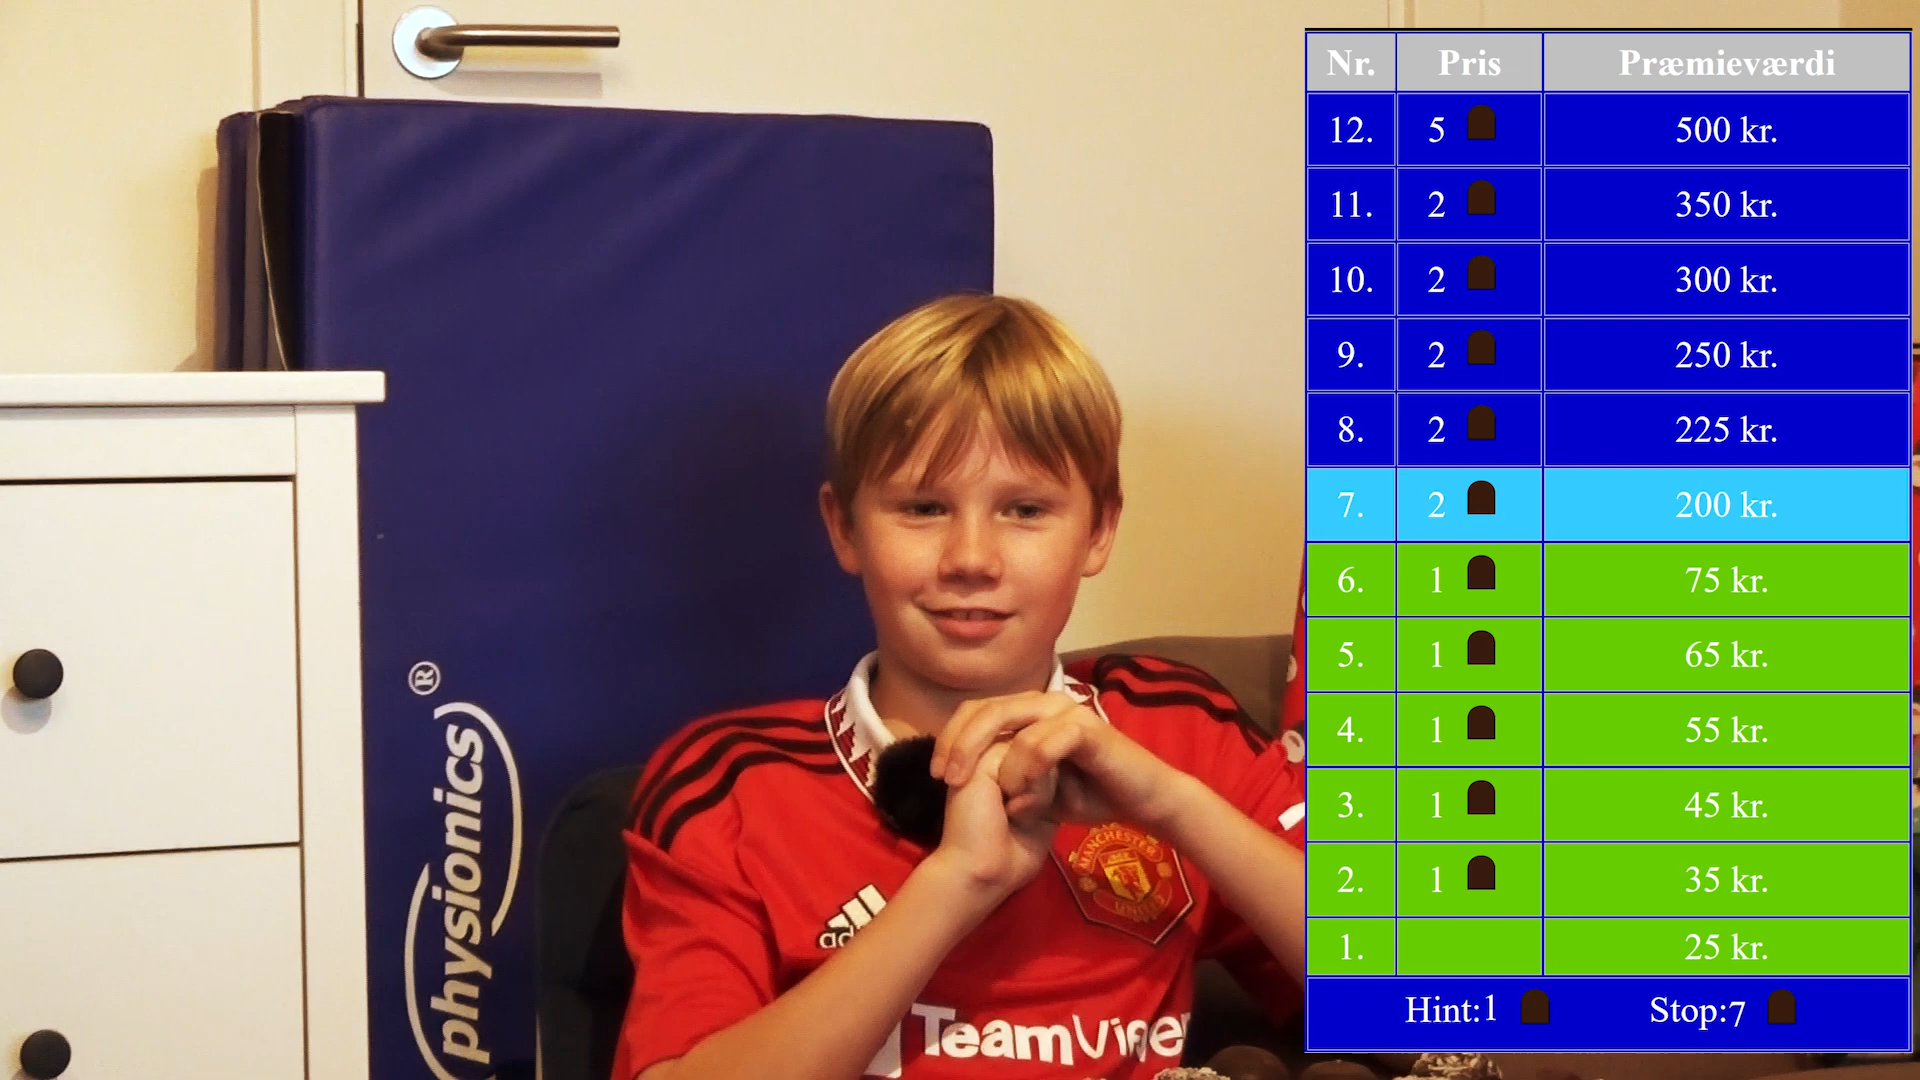 Nr. Pris Præmieværdi
12. 5 500 kr.
11. 2 350 kr.
10. 2 300 kr.
9. 2 250 kr.
8. 2 225 kr.
7. 2 200 kr.
6. 1 75 kr.
5. 1 65 kr.
4. 1 55 kr.
3. 1 45 kr.
2. 1 35 kr.
1. 25 kr.
Hint:1 Stop:7
physionics®
MANCHESTER
UNITED
TeamViewer